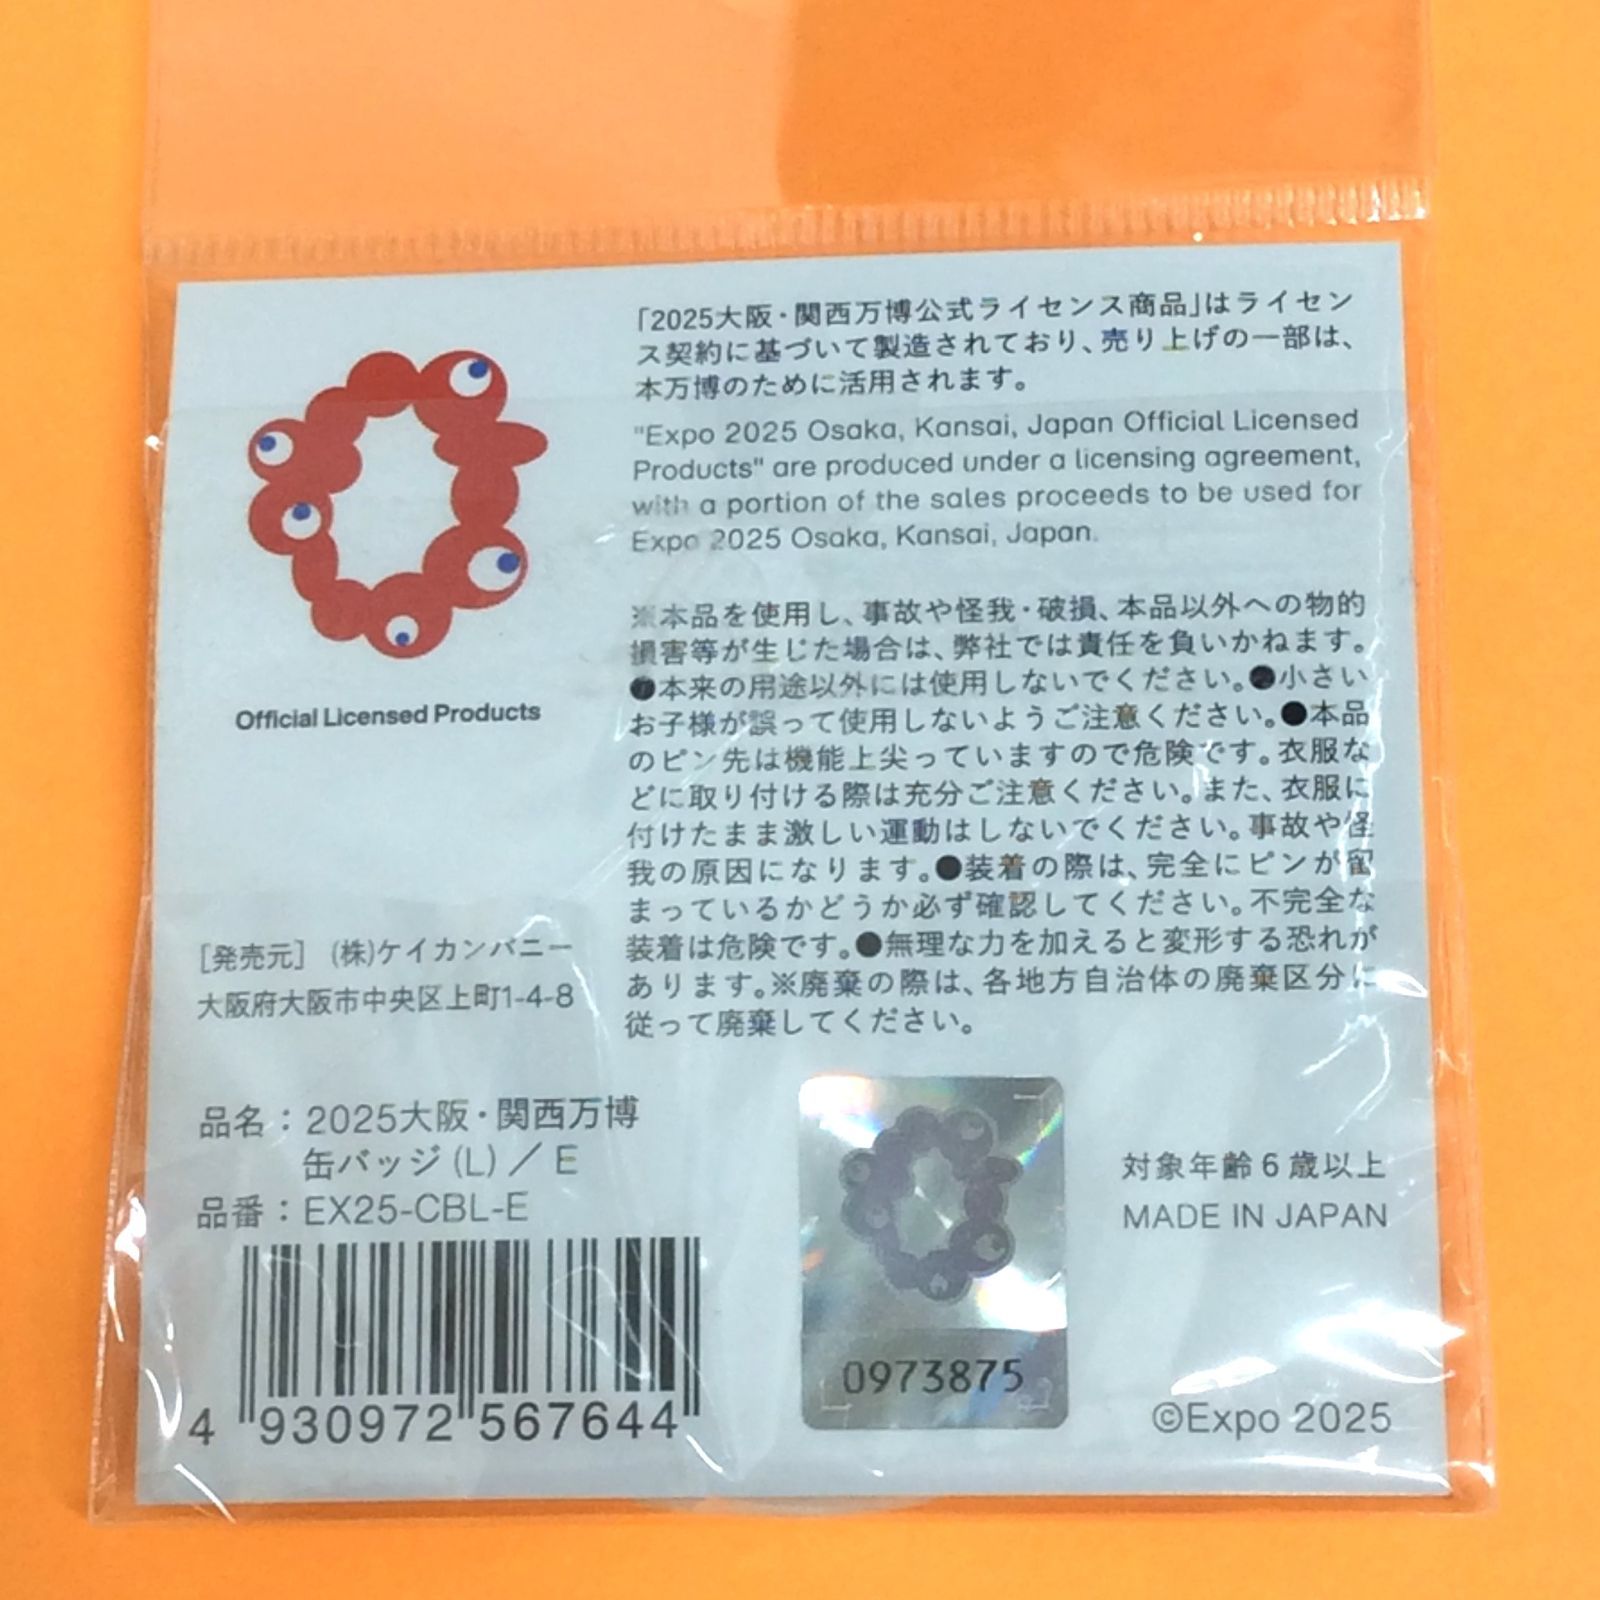 「2025大阪・関西万博公式ライセンス商品」はライセン
ス契約に基づいて製造されており、売り上げの一部は、
本万博のために活用されます。
"Expo 2025 Osaka, Kansai, Japan Official Licensed
Products" are produced under a licensing agreement,
with a portion of the sales proceeds to be used for
Expo 2025 Osaka, Kansai, Japan.
Official Licensed Products
※本品を使用し、事故や怪我・破損、本品以外への物的
損害等が生じた場合は、弊社では責任を負いかねます。
●本来の用途以外には使用しないでください。●小さい
お子様が誤って使用しないようご注意ください。●本品
のピン先は機能上尖っていますので危険です。衣服な
どに取り付ける際は充分ご注意ください。また、衣服に
付けたまま激しい運動はしないでください。事故や怪
我の原因になります。●装着の際は、完全にピンが留
まっているかどうか必ず確認してください。不完全な
装着は危険です。●無理な力を加えると変形する恐れが
あります。※廃棄の際は、各地方自治体の廃棄区分に
従って廃棄してください。
［発売元］ (株)ケイカンパニー
大阪府大阪市中央区上町1-4-8
品名：2025大阪・関西万博
缶バッジ(L)／E
品番：EX25-CBL-E
4 930972 567644
0973875
対象年齢6歳以上
MADE IN JAPAN
©Expo 2025